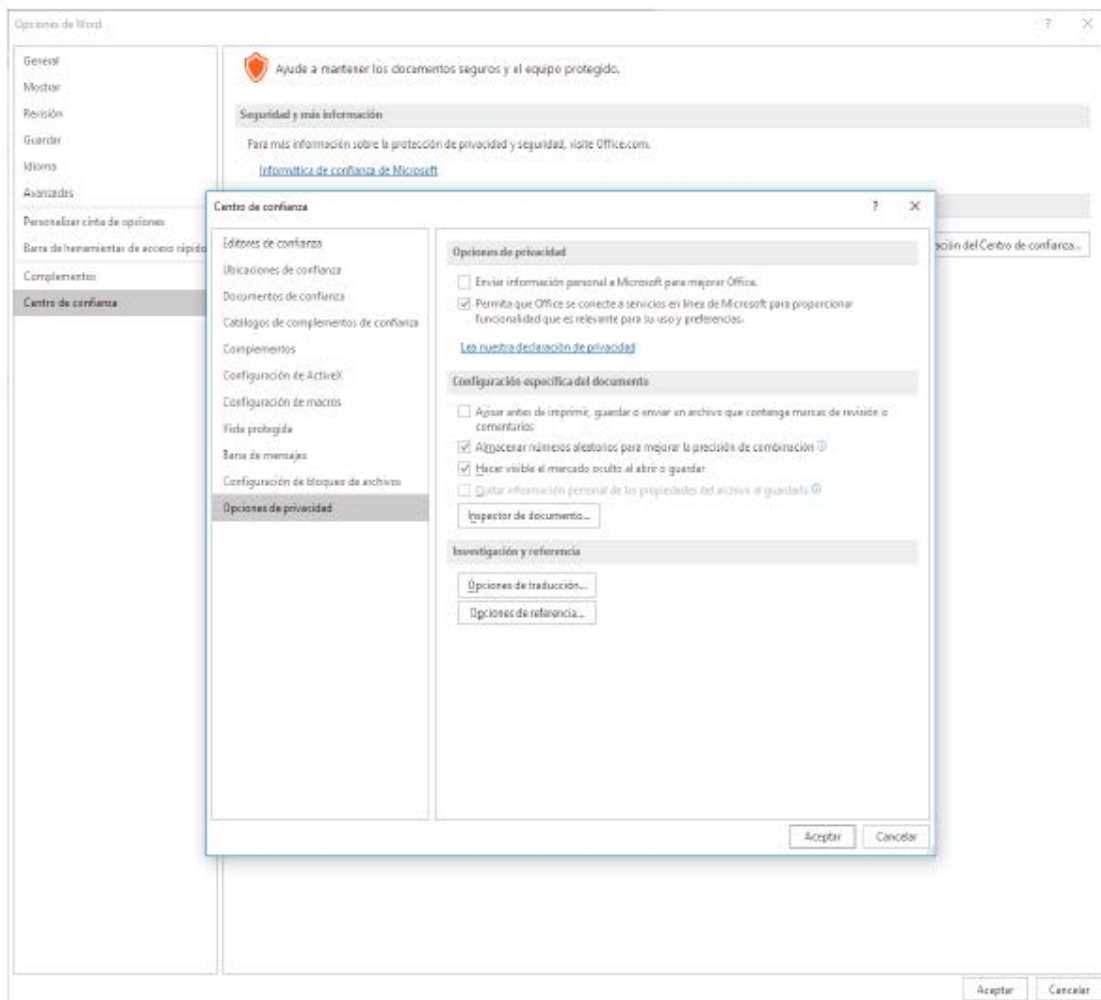 Opciones de Word
? ×
General
Mostrar
Revisión
Guardar
Idioma
Avanzadas
Personalizar cinta de opciones
Barra de herramientas de acceso rápido
Complementos
Centro de confianza
Ayude a mantener los documentos seguros y el equipo protegido.
Seguridad y más información
Para más información sobre la protección de privacidad y seguridad, visite Office.com.
Informática de confianza de Microsoft
ación del Centro de confianza...
Centro de confianza
? ×
Editores de confianza
Ubicaciones de confianza
Documentos de confianza
Catálogos de complementos de confianza
Complementos
Configuración de ActiveX
Configuración de macros
Vista protegida
Barra de mensajes
Configuración de bloqueo de archivos
Opciones de privacidad
Opciones de privacidad
Enviar información personal a Microsoft para mejorar Office.
Permita que Office se conecte a servicios en línea de Microsoft para proporcionar
funcionalidad que es relevante para su uso y preferencias.
Lea nuestra declaración de privacidad
Configuración específica del documento
Avisar antes de imprimir, guardar o enviar un archivo que contenga marcas de revisión o
comentarios
Almacenar números aleatorios para mejorar la precisión de combinación
Hacer visible el marcado oculto al abrir o guardar
Quitar información personal de las propiedades del archivo al guardarlo
Inspector de documento...
Investigación y referencia
Opciones de traducción...
Opciones de referencia...
Aceptar Cancelar
Aceptar Cancelar